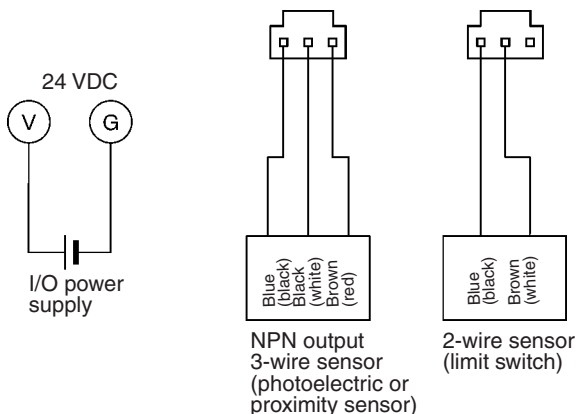 24 VDC
V
G
I/O power
supply
Blue
(black)
Black
(white)
Brown
(red)
NPN output
3-wire sensor
(photoelectric or
proximity sensor)
Blue
(black)
Brown
(white)
2-wire sensor
(limit switch)